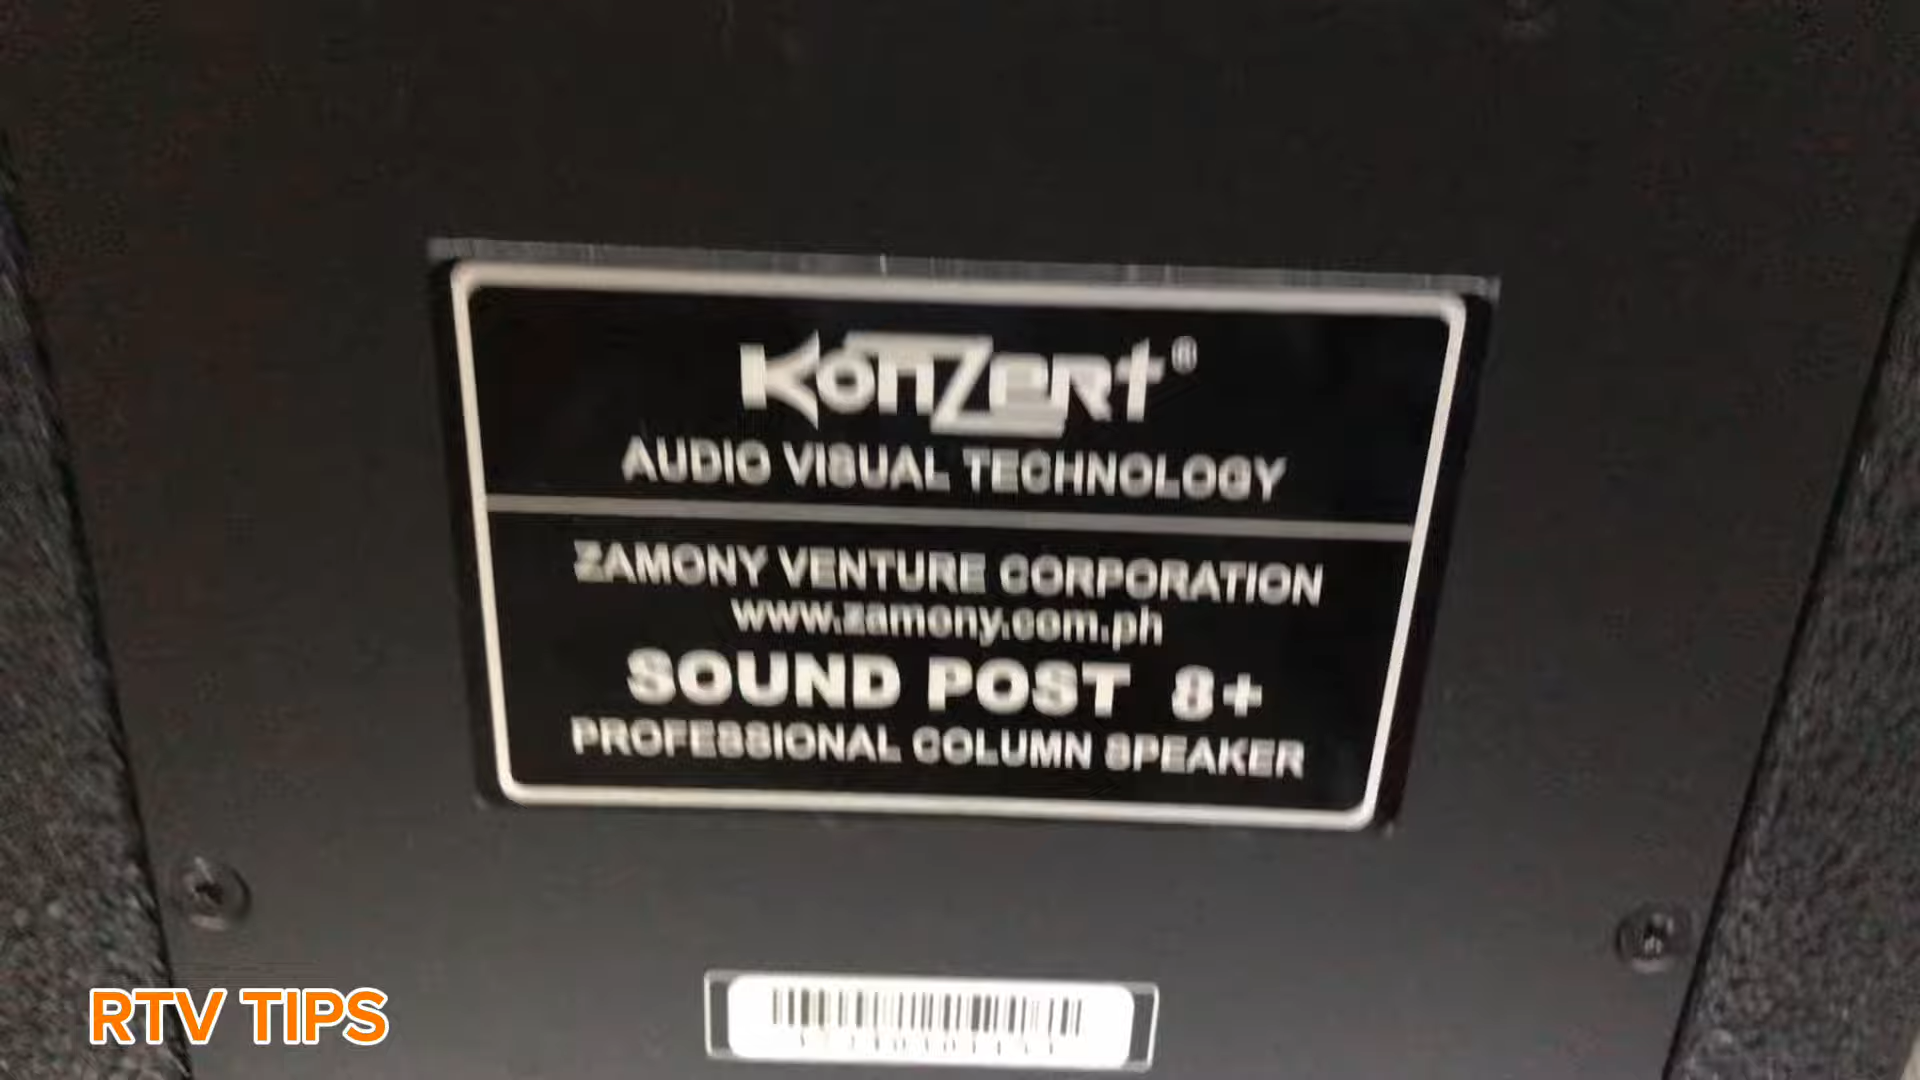 Konzert®
AUDIO VISUAL TECHNOLOGY
ZAMONY VENTURE CORPORATION
www.zamony.com.ph
SOUND POST 8+
PROFESSIONAL COLUMN SPEAKER
RTV TIPS